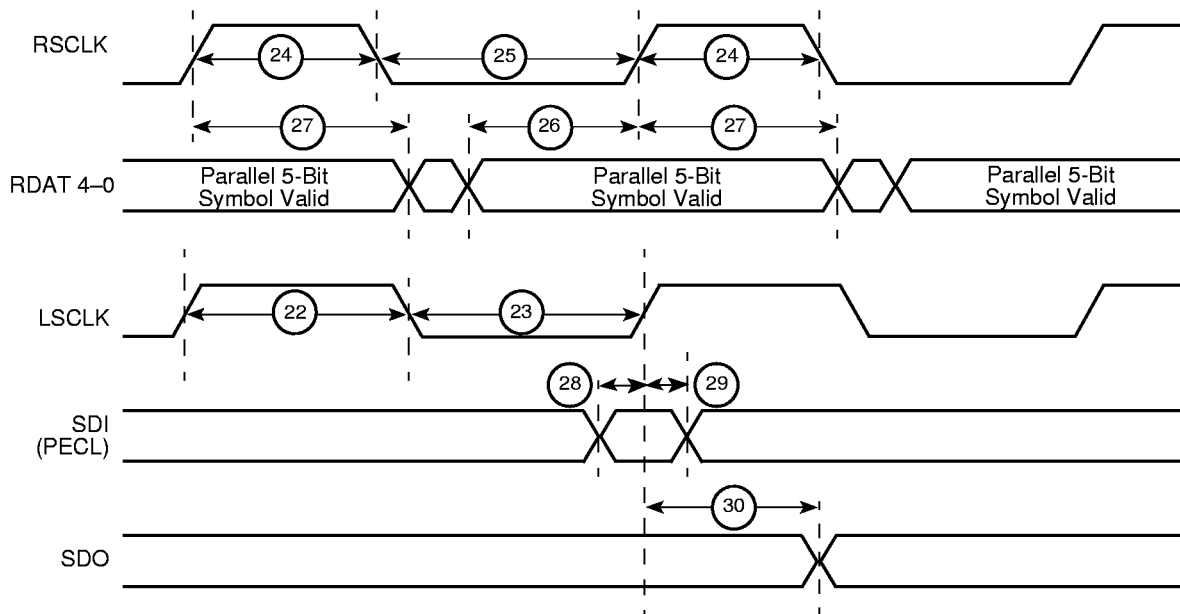 RSCLK
24
25
24
27
26
27
RDAT 4–0
Parallel 5-Bit
Symbol Valid
Parallel 5-Bit
Symbol Valid
Parallel 5-Bit
Symbol Valid
LSCLK
22
23
28
29
SDI
(PECL)
30
SDO